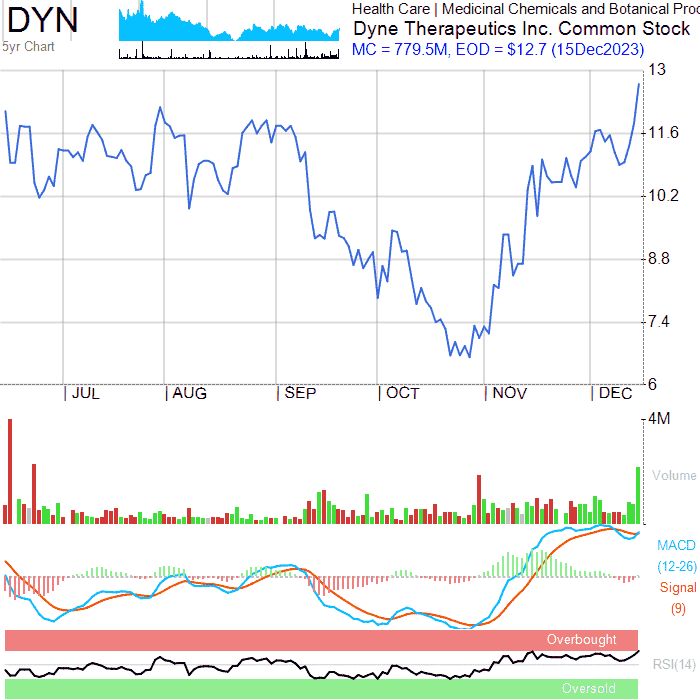 DYN
5yr Chart
Health Care | Medicinal Chemicals and Botanical Pro
Dyne Therapeutics Inc. Common Stock
MC = 779.5M, EOD = $12.7 (15Dec2023)
13
11.6
10.2
8.8
7.4
6
JUL
AUG
SEP
OCT
NOV
DEC
4M
Volume
MACD
(12-26)
Signal
(9)
Overbought
RSI(14)
Oversold